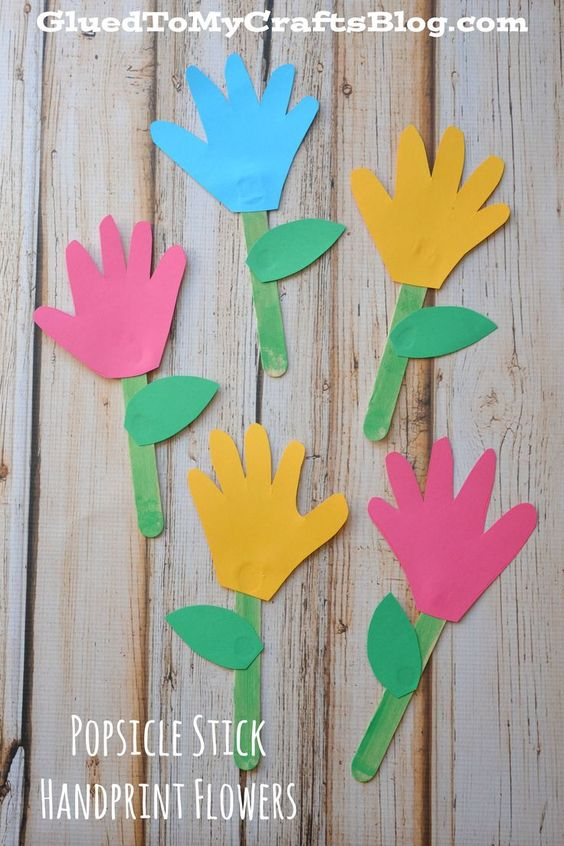 GluedToMyCraftsBlog.com
Popsicle Stick
Handprint Flowers